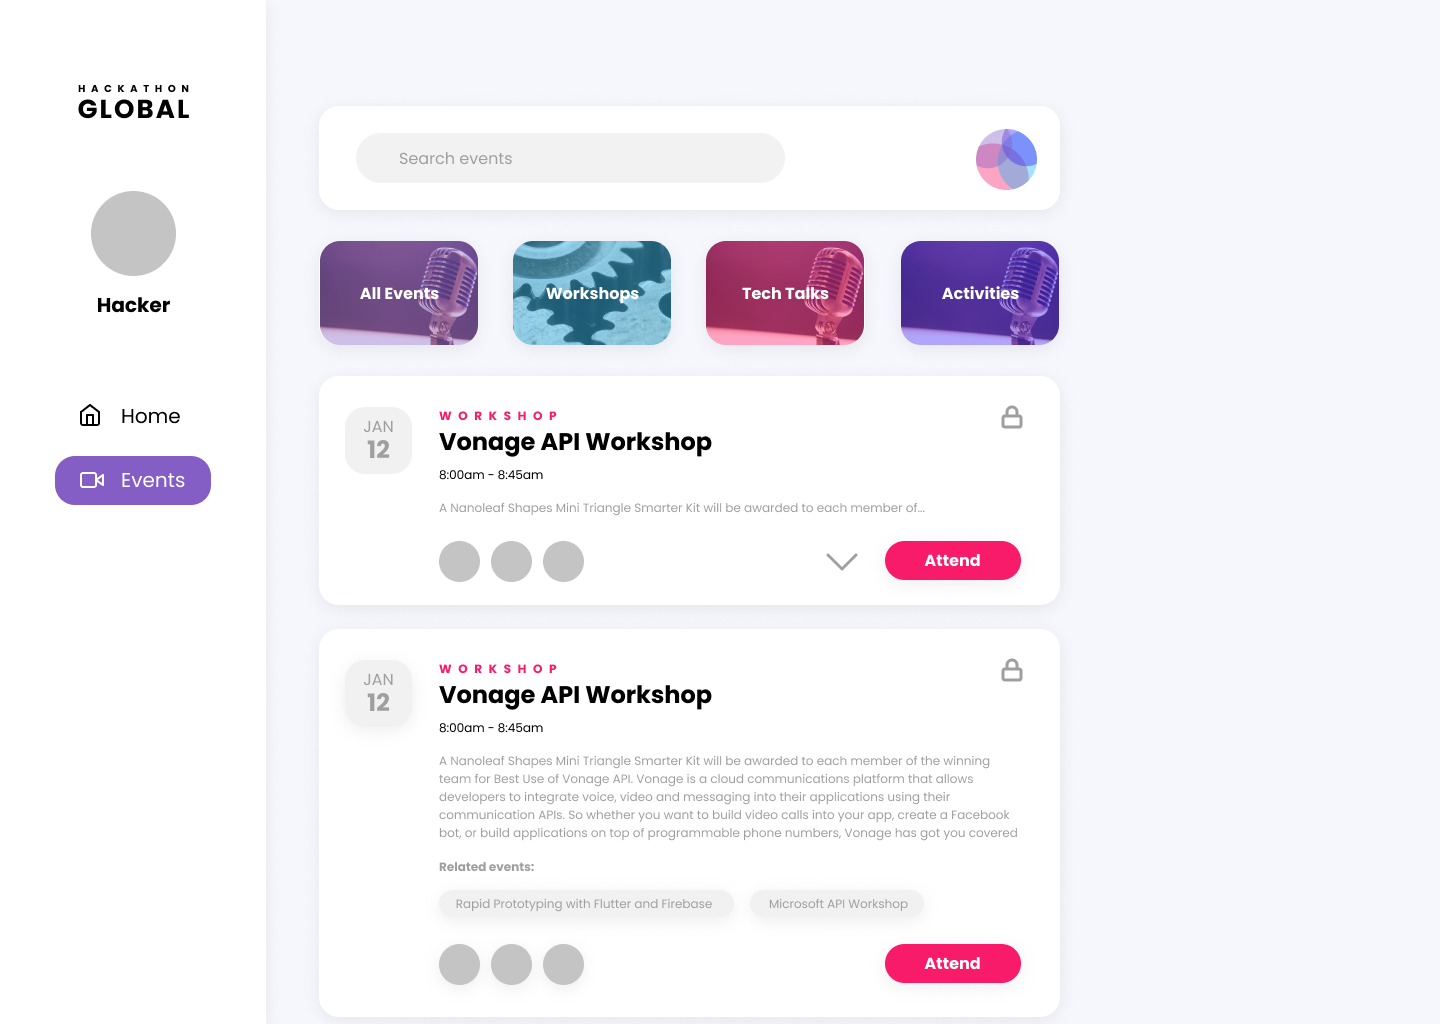 HACKATHON
GLOBAL
Hacker
Home
Events
Search events
All Events
Workshops
Tech Talks
Activities
JAN
12
WORKSHOP
Vonage API Workshop
8:00am - 8:45am
A Nanoleaf Shapes Mini Triangle Smarter Kit will be awarded to each member of...
Attend
JAN
12
WORKSHOP
Vonage API Workshop
8:00am - 8:45am
A Nanoleaf Shapes Mini Triangle Smarter Kit will be awarded to each member of the winning
team for Best Use of Vonage API. Vonage is a cloud communications platform that allows
developers to integrate voice, video and messaging into their applications using their
communication APIs. So whether you want to build video calls into your app, create a Facebook
bot, or build applications on top of programmable phone numbers, Vonage has got you covered
Related events:
Rapid Prototyping with Flutter and Firebase
Microsoft API Workshop
Attend